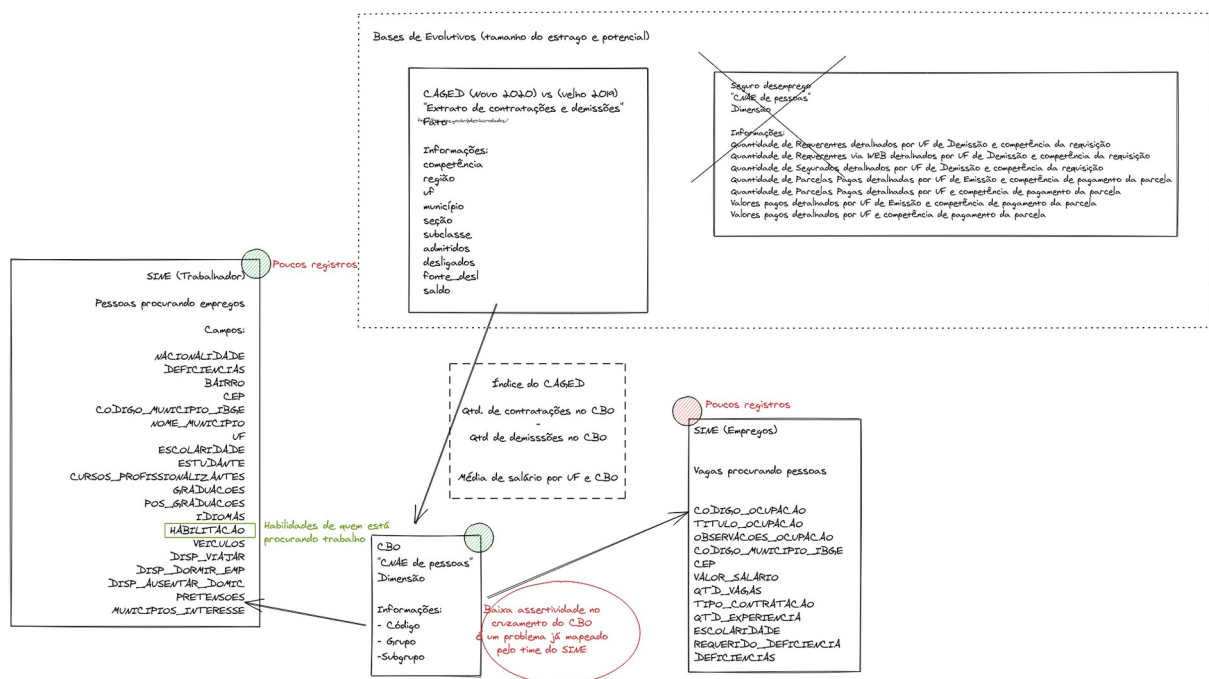 Bases de Evolutivos (tamanho do estrago e potencial)
CAGED (Novo 2020) vs (velho 2019)
"Extrato de contratações e demissões"
Fato
Informações:
competência
região
uf
município
seção
subclasse
admitidos
desligados
fonte_desl
saldo
Seguro desemprego
"CNAE de pessoas"
Dimensão
Informações:
Quantidade de Requerentes detalhados por UF de Demissão e competência da requisição
Quantidade de Requerentes via WEB detalhados por UF de Demissão e competência da requisição
Quantidade de Segurados detalhados por UF de Demissão e competência da requisição
Quantidade de Parcelas Pagas detalhadas por UF de Emissão e competência de pagamento da parcela
Quantidade de Parcelas Pagas detalhadas por UF e competência de pagamento da parcela
Valores pagos detalhados por UF de Emissão e competência de pagamento da parcela
Valores pagos detalhados por UF e competência de pagamento da parcela
Poucos registros
SINE (Trabalhador)
Pessoas procurando empregos
Campos:
NACIONALIDADE
DEFICIENCIAS
BAIRRO
CEP
CODIGO_MUNICIPIO_IBGE
NOME_MUNICIPIO
UF
ESCOLARIDADE
ESTUDANTE
CURSOS_PROFISSIONALIZANTES
GRADUACOES
POS_GRADUACOES
IDIOMAS
HABILITACAO
VEICULOS
DISP_VIAJAR
DISP_DORMIR_EMP
DISP_AUSENTAR_DOMIC
PRETENSOES
MUNICIPIOS_INTERESSE
Habilidades de quem está
procurando trabalho
Índice do CAGED
Qtd. de contratações no CBO
-
Qtd de demisssões no CBO
Média de salário por UF e CBO
CBO
"CNAE de pessoas"
Dimensão
Informações:
- Código
- Grupo
-Subgrupo
Baixa assertividade no
cruzamento do CBO
é um problema já mapeado
pelo time do SINE
Poucos registros
SINE (Empregos)
Vagas procurando pessoas
CODIGO_OCUPACAO
TITULO_OCUPACAO
OBSERVACOES_OCUPACAO
CODIGO_MUNICIPIO_IBGE
CEP
VALOR_SALARIO
QTD_VAGAS
TIPO_CONTRATACAO
QTD_EXPERIENCIA
ESCOLARIDADE
REQUERIDO_DEFICIENCIA
DEFICIENCIAS